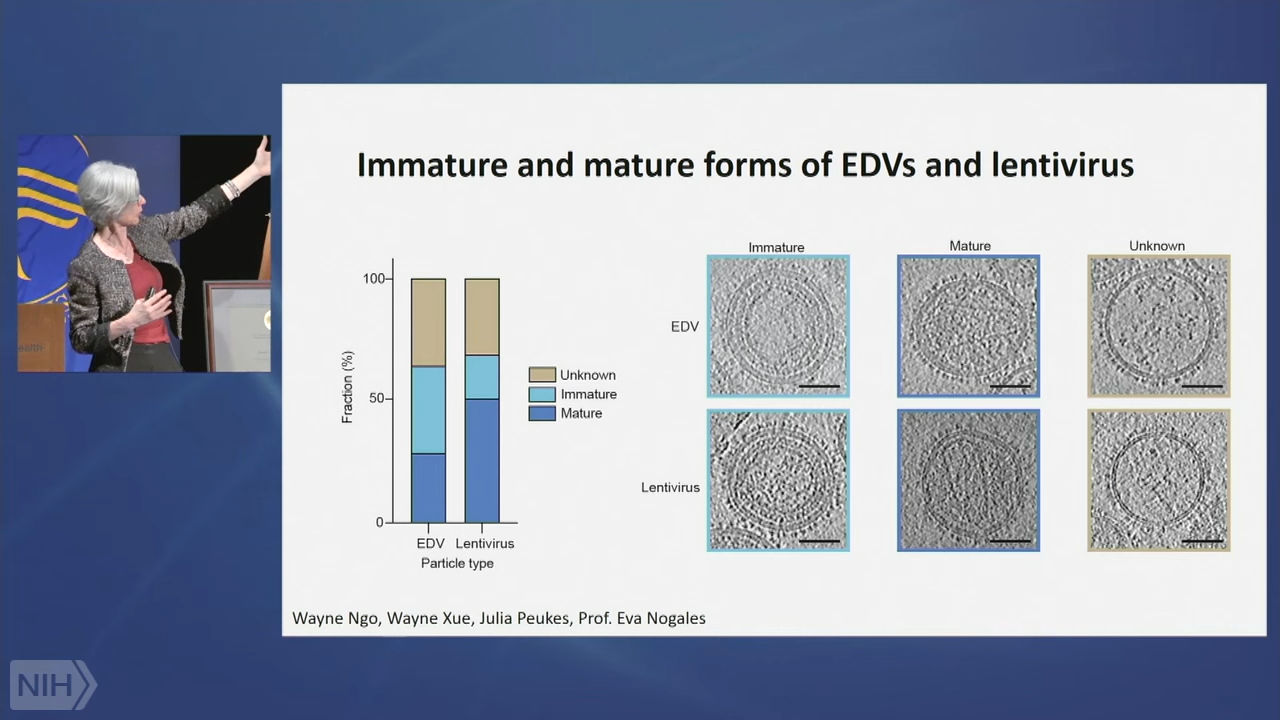 Immature and mature forms of EDVs and lentivirus
Immature
Mature
Unknown
EDV
Lentivirus
100
50
0
Fraction (%)
Unknown
Immature
Mature
EDV
Lentivirus
Particle type
Wayne Ngo, Wayne Xue, Julia Peukes, Prof. Eva Nogales
NIH